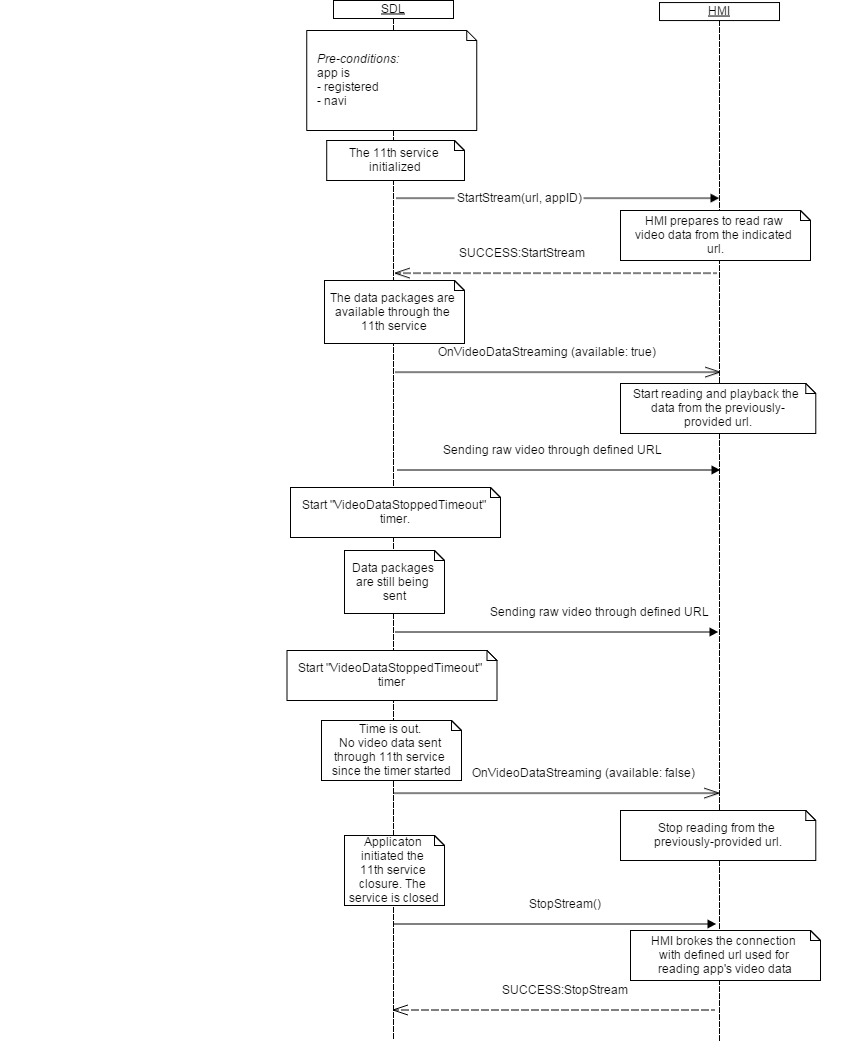 SDL
HMI
Pre-conditions:
app is
- registered
- navi
The 11th service
initialized
StartStream(url, appID)
HMI prepares to read raw
video data from the indicated
url.
SUCCESS:StartStream
The data packages are
available through the
11th service
OnVideoDataStreaming (available: true)
Start reading and playback the
data from the previously-
provided url.
Sending raw video through defined URL
Start "VideoDataStoppedTimeout"
timer.
Data packages
are still being
sent
Sending raw video through defined URL
Start "VideoDataStoppedTimeout"
timer
Time is out.
No video data sent
through 11th service
since the timer started
OnVideoDataStreaming (available: false)
Stop reading from the
previously-provided url.
Applicaton
initiated the
11th service
closure. The
service is closed
StopStream()
HMI brokes the connection
with defined url used for
reading app's video data
SUCCESS:StopStream